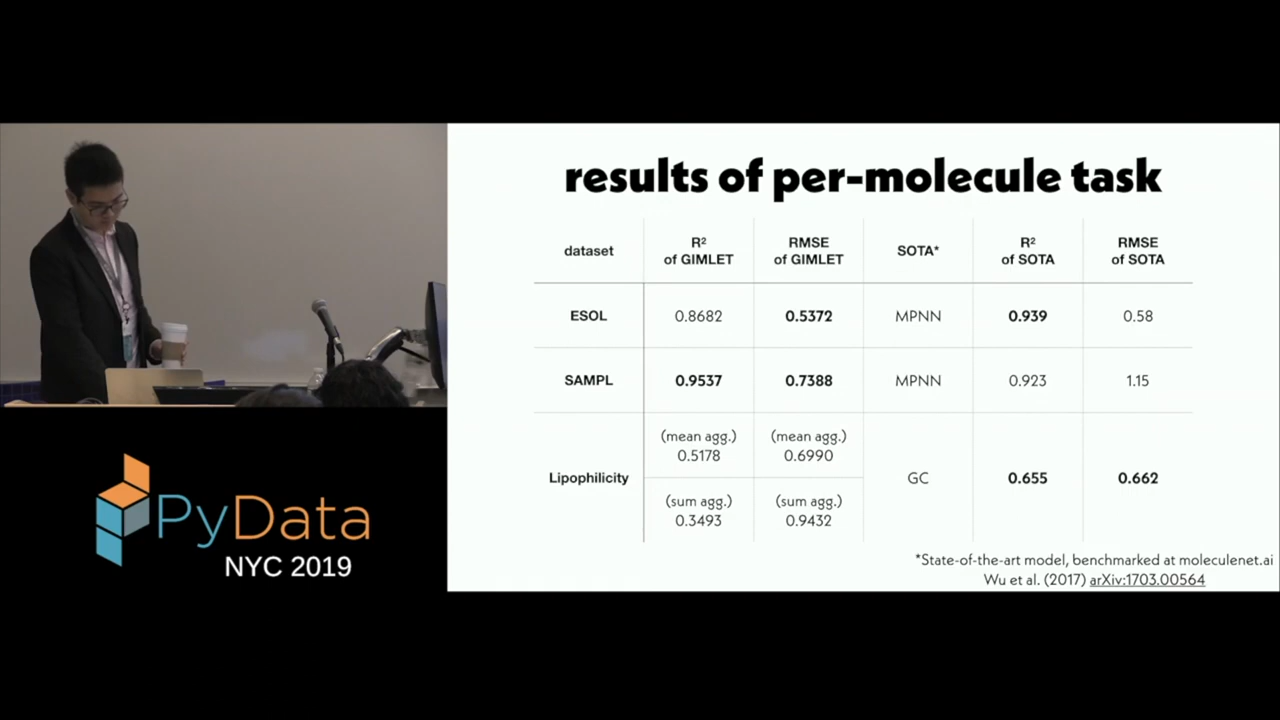 results of per-molecule task
dataset
R²
of GIMLET
RMSE
of GIMLET
SOTA*
R²
of SOTA
RMSE
of SOTA
ESOL 0.8682 0.5372 MPNN 0.939 0.58
SAMPL 0.9537 0.7388 MPNN 0.923 1.15
Lipophilicity
(mean agg.)
0.5178
(mean agg.)
0.6990
(sum agg.)
0.3493
(sum agg.)
0.9432
GC 0.655 0.662
*State-of-the-art model, benchmarked at moleculenet.ai
Wu et al. (2017) arXiv:1703.00564
PyData
NYC 2019